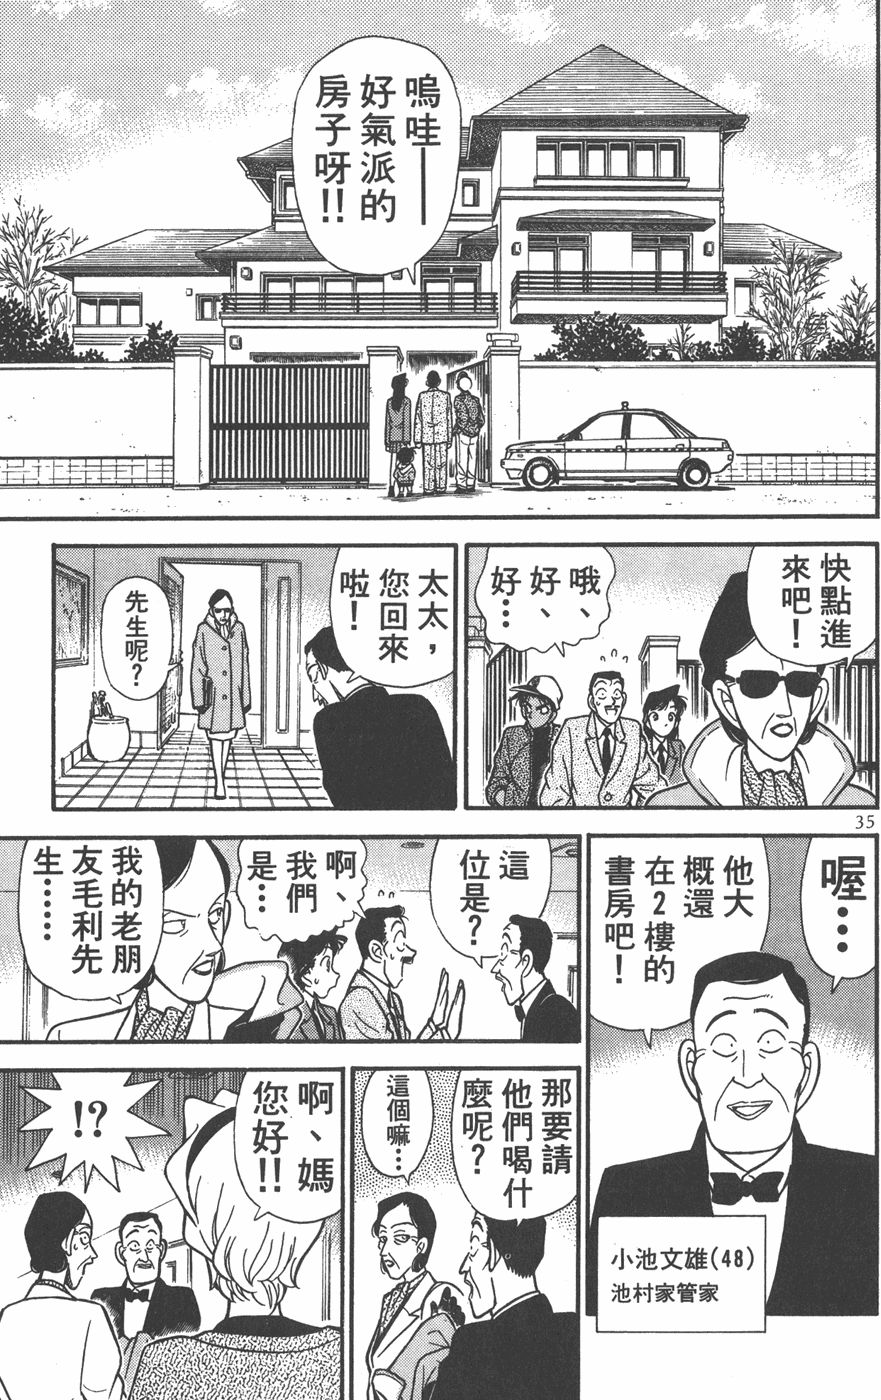 嗚哇——
好氣派的
房子呀!!
快點進
來吧!
哦、
好、
好…
太太,
您回來
啦!
先生呢?
35
喔…
他大
概還
在2樓的
書房吧!
小池文雄(48)
池村家管家
這
位是?
啊、
我們
是…
我的老朋
友毛利先
生……
那要請
他們喝什
麼呢?
這個嘛…
啊、媽
您好!!
!?